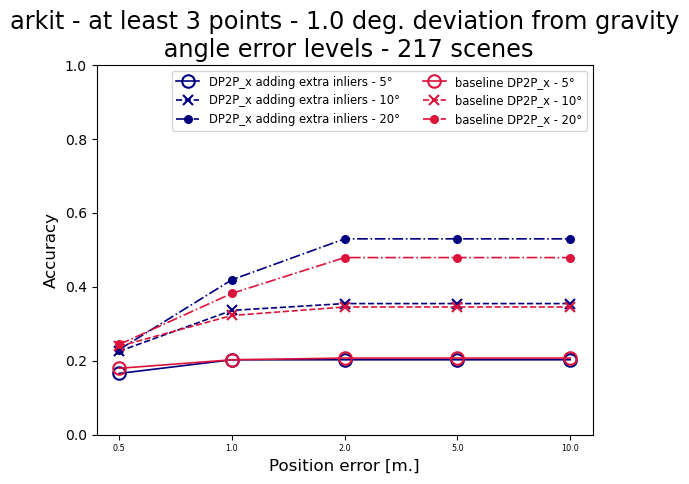 arkit - at least 3 points - 1.0 deg. deviation from gravity
angle error levels - 217 scenes
DP2P_x adding extra inliers - 5°
DP2P_x adding extra inliers - 10°
DP2P_x adding extra inliers - 20°
baseline DP2P_x - 5°
baseline DP2P_x - 10°
baseline DP2P_x - 20°
1.0
0.8
0.6
0.4
0.2
0.0
Accuracy
0.5
1.0
2.0
5.0
10.0
Position error [m.]